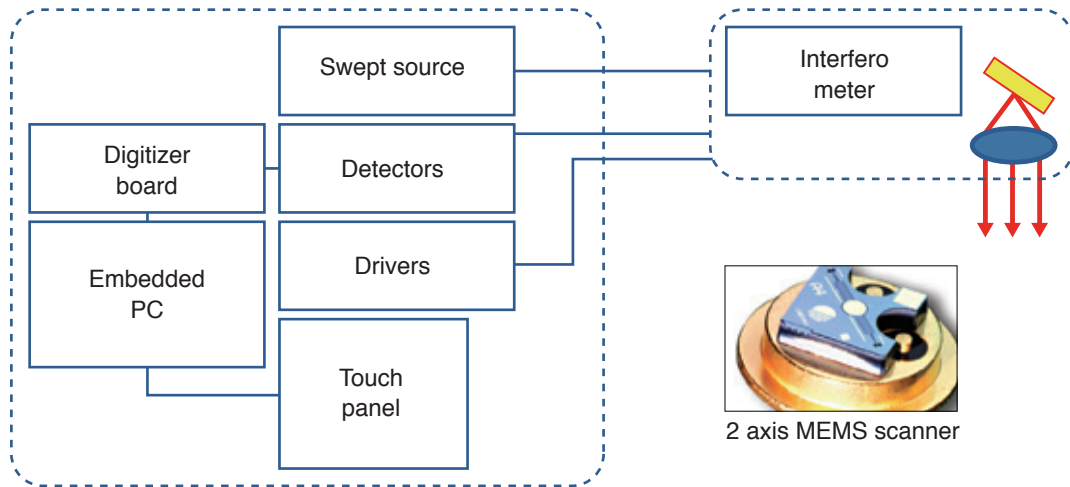 Swept source
Interfero
meter
Digitizer
board
Detectors
Embedded
PC
Drivers
Touch
panel
2 axis MEMS scanner